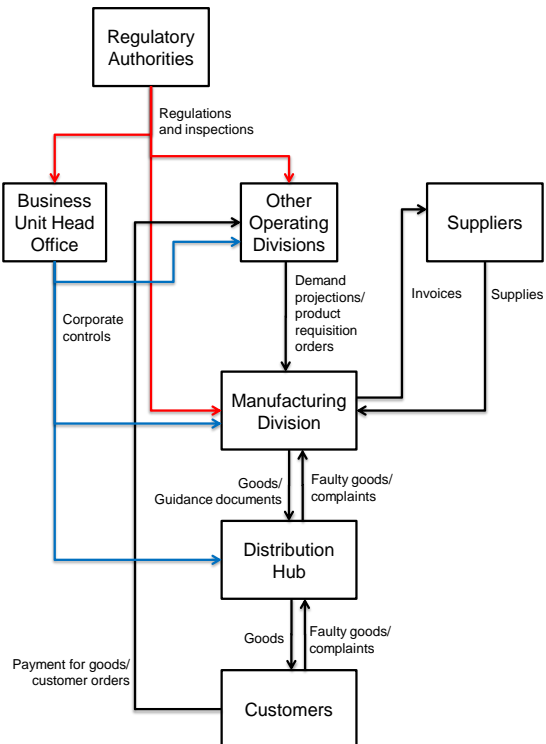 Regulatory
Authorities
Regulations
and inspections
Business
Unit Head
Office
Other
Operating
Divisions
Suppliers
Corporate
controls
Demand
projections/
product
requisition
orders
Invoices
Supplies
Manufacturing
Division
Goods/
Guidance documents
Faulty goods/
complaints
Distribution
Hub
Goods
Faulty goods/
complaints
Payment for goods/
customer orders
Customers